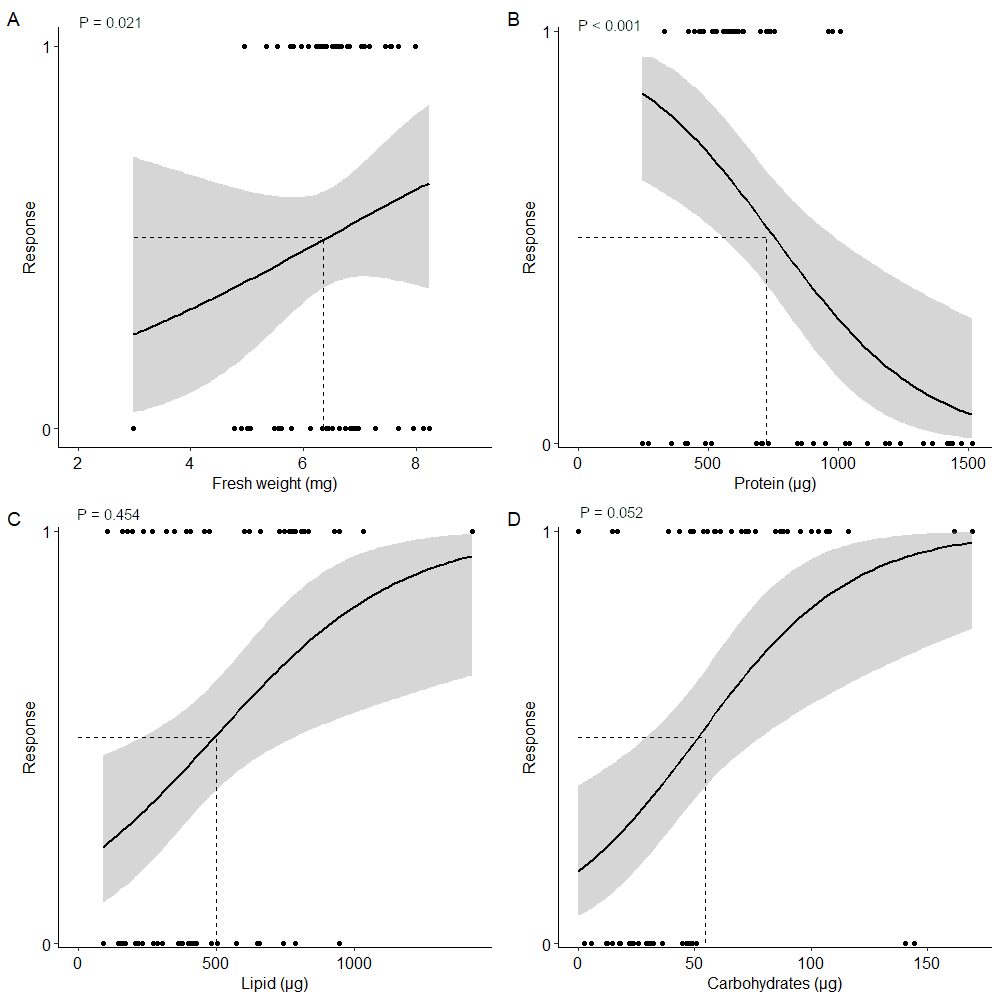 A
P = 0.021
1
Response
0
2
4
6
8
Fresh weight (mg)
B
P < 0.001
1
Response
0
0
500
1000
1500
Protein (µg)
C
P = 0.454
1
Response
0
0
500
1000
Lipid (µg)
D
P = 0.052
1
Response
0
0
50
100
150
Carbohydrates (µg)